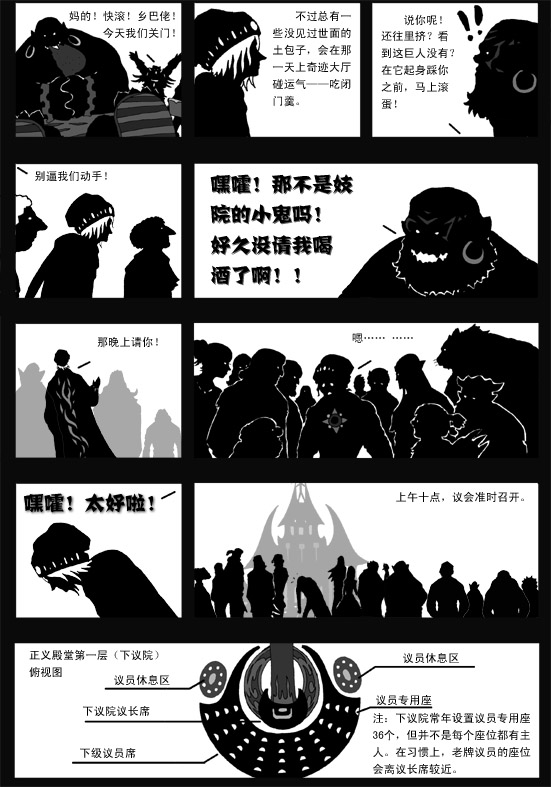 妈的！快滚！乡巴佬！
今天我们关门！
不过总有一
些没见过世面的
土包子，会在那
一天上奇迹大厅
碰运气——吃闭
门羹。
说你呢！
还往里挤？看
到这巨人没有？
在它起身踩你
之前，马上滚
蛋！
!!
别逼我们动手！
嘿嚯！那不是妓
院的小鬼吗！
好久没请我喝
酒了啊！！
那晚上请你！
嗯…… ……
嘿嚯！太好啦！
上午十点，议会准时召开。
正义殿堂第一层（下议院）
俯视图
议员休息区
议员休息区
下议院议长席
议员专用座
下级议员席
注：下议院常年设置议员专用座
36个，但并不是每个座位都有主
人。在习惯上，老牌议员的座位
会离议长席较近。